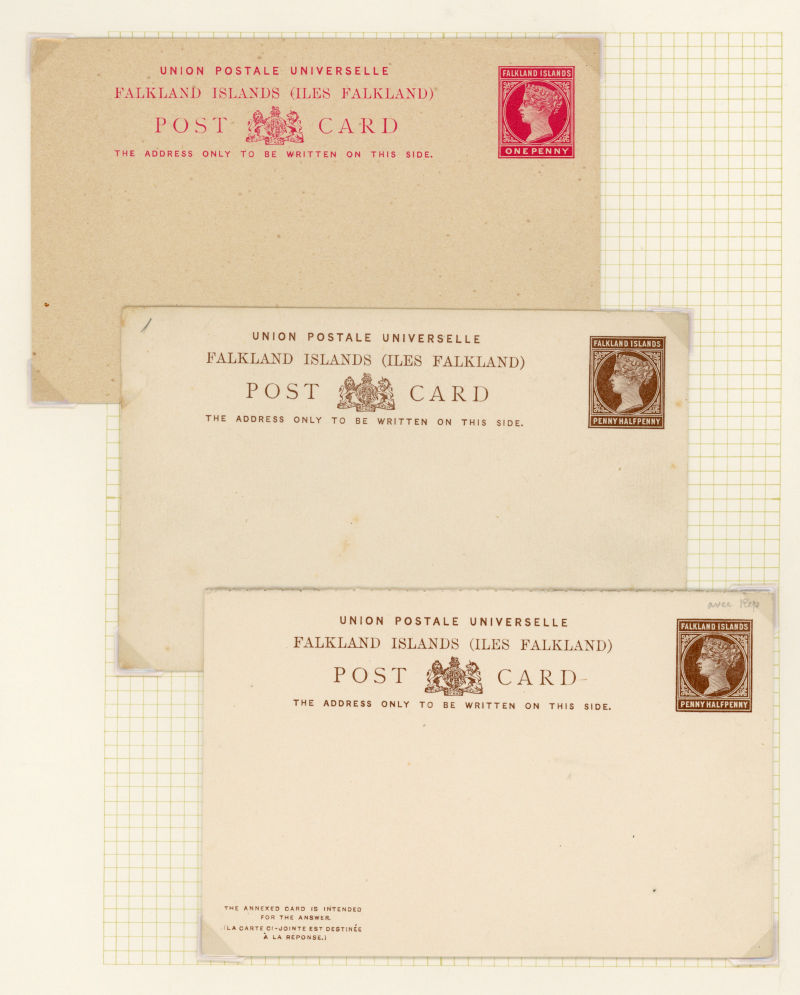 UNION POSTALE UNIVERSELLE
FALKLAND ISLANDS (ILES FALKLAND)
POST CARD
THE ADDRESS ONLY TO BE WRITTEN ON THIS SIDE.
FALKLAND ISLANDS
ONE PENNY
UNION POSTALE UNIVERSELLE
FALKLAND ISLANDS (ILES FALKLAND)
POST CARD
THE ADDRESS ONLY TO BE WRITTEN ON THIS SIDE.
FALKLAND ISLANDS
PENNY HALFPENNY
avec Rep
UNION POSTALE UNIVERSELLE
FALKLAND ISLANDS (ILES FALKLAND)
POST CARD
THE ADDRESS ONLY TO BE WRITTEN ON THIS SIDE.
FALKLAND ISLANDS
PENNY HALFPENNY
THE ANNEXED CARD IS INTENDED
FOR THE ANSWER.
(LA CARTE CI-JOINTE EST DESTINÉE
À LA REPONSE.)